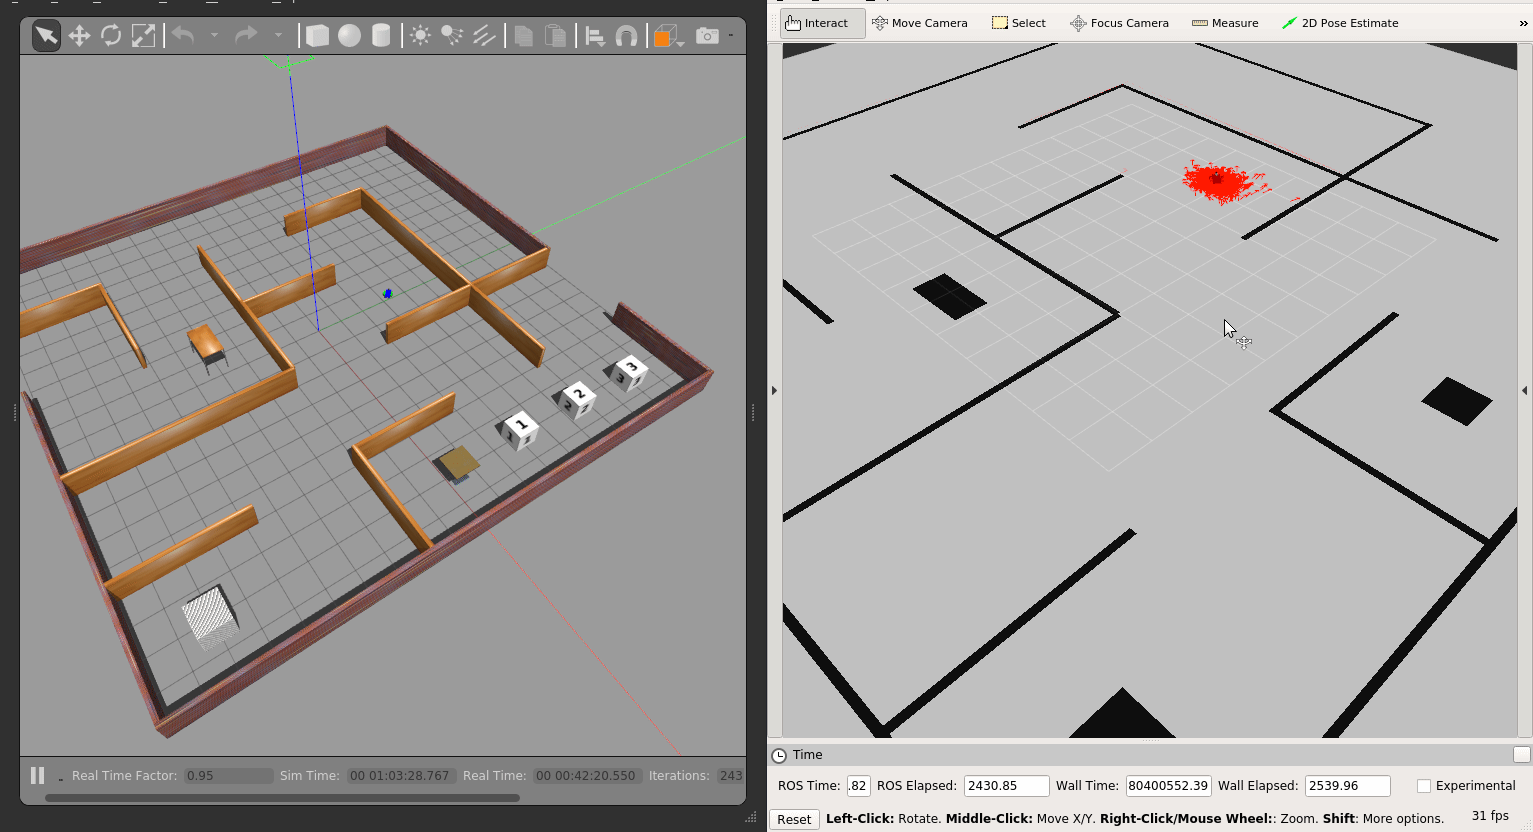 Interact Move Camera Select Focus Camera Measure 2D Pose Estimate »
3
3
2
2
1
1
Real Time Factor: 0.95 Sim Time: 00 01:03:28.767 Real Time: 00 00:42:20.550 Iterations: 243
Time
ROS Time: .82 ROS Elapsed: 2430.85 Wall Time: 80400552.39 Wall Elapsed: 2539.96 Experimental
Reset Left-Click: Rotate. Middle-Click: Move X/Y. Right-Click/Mouse Wheel:: Zoom. Shift: More options. 31 fps